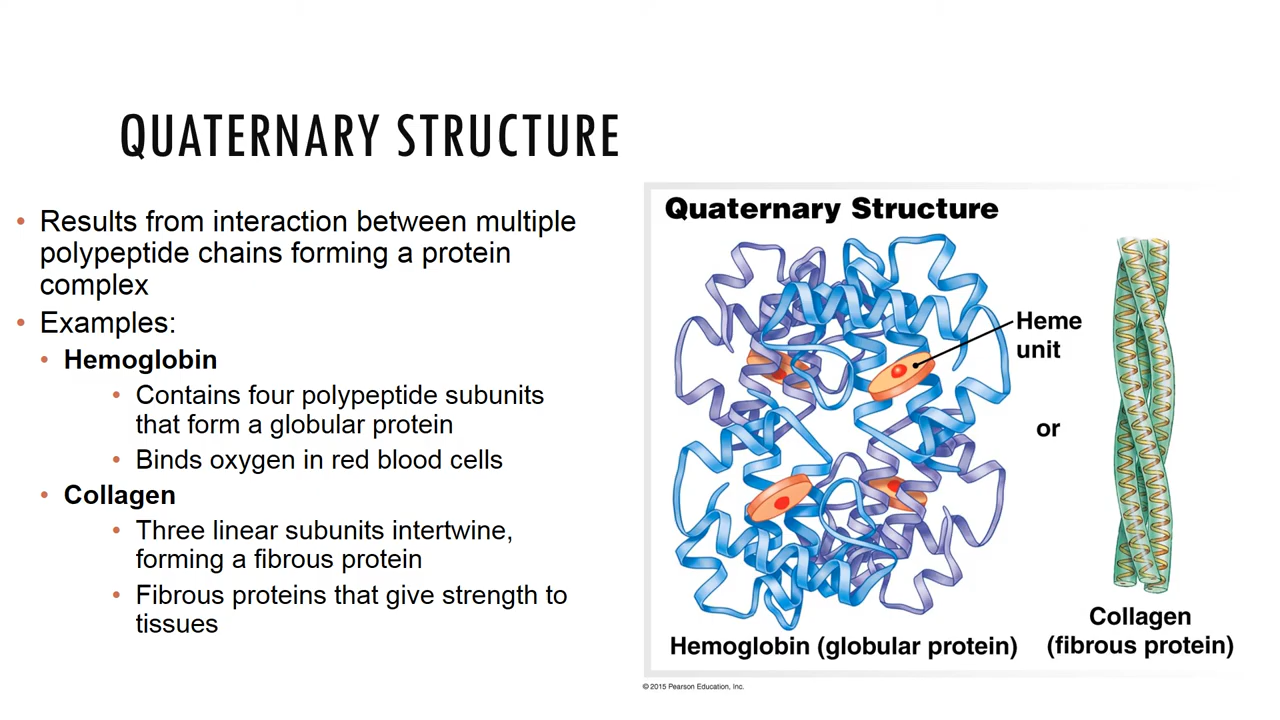 QUATERNARY STRUCTURE
• Results from interaction between multiple
polypeptide chains forming a protein
complex
• Examples:
• Hemoglobin
• Contains four polypeptide subunits
that form a globular protein
• Binds oxygen in red blood cells
• Collagen
• Three linear subunits intertwine,
forming a fibrous protein
• Fibrous proteins that give strength to
tissues
Quaternary Structure
Heme
unit
or
Hemoglobin (globular protein)
Collagen
(fibrous protein)
© 2015 Pearson Education, Inc.